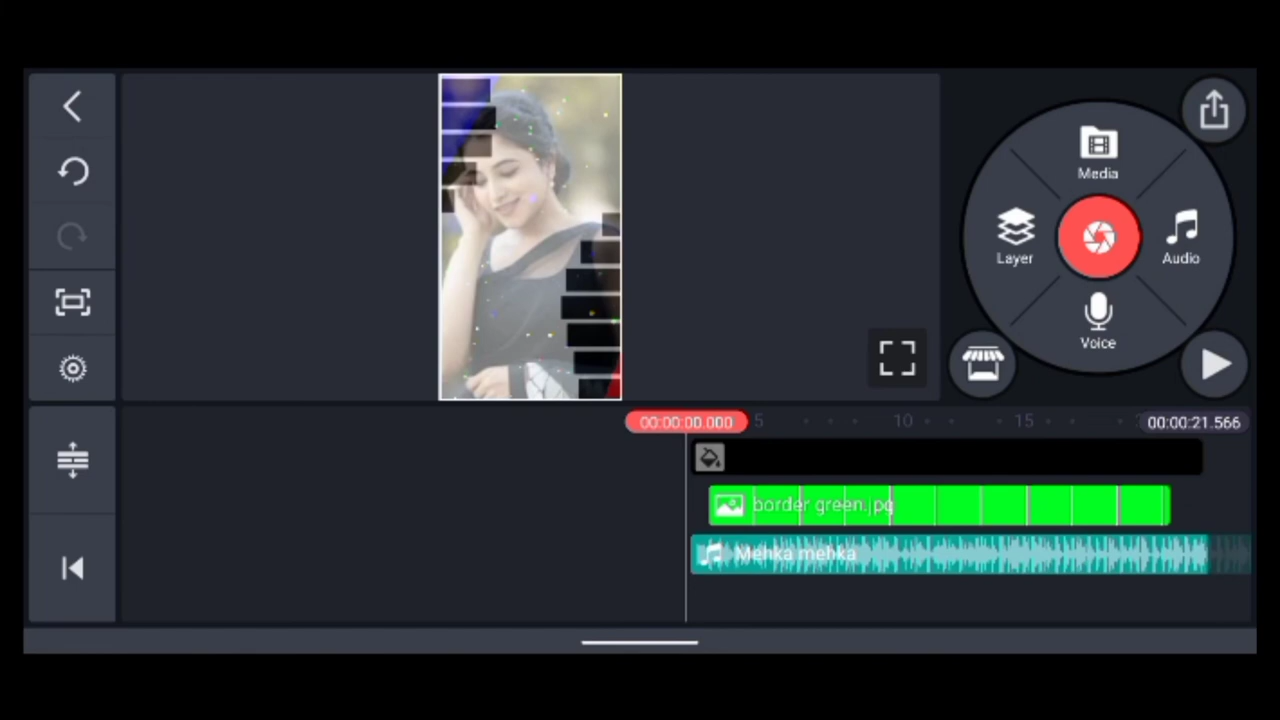 Media
Layer
Audio
Voice
00:00:00.000
5
10
15
00:00:21.566
border green.jpg
Mehka mehka